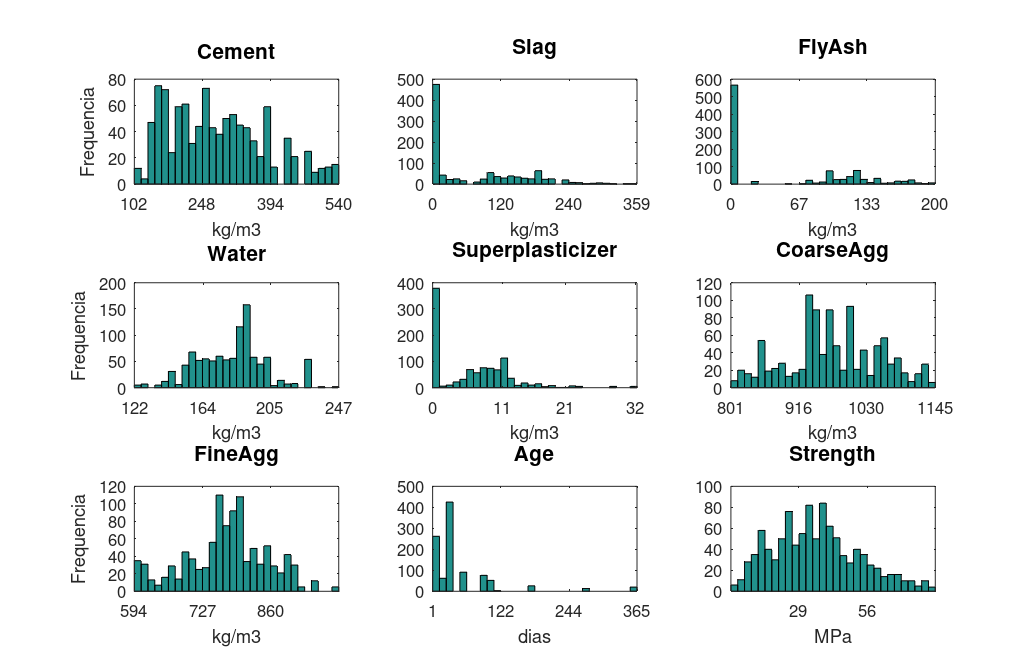 Cement
Frequencia
80
60
40
20
0
102 248 394 540
kg/m3
Slag
500
400
300
200
100
0
0 120 240 359
kg/m3
FlyAsh
600
500
400
300
200
100
0
0 67 133 200
kg/m3
Water
Frequencia
200
150
100
50
0
122 164 205 247
kg/m3
Superplasticizer
400
300
200
100
0
0 11 21 32
kg/m3
CoarseAgg
120
100
80
60
40
20
0
801 916 1030 1145
kg/m3
FineAgg
Frequencia
120
100
80
60
40
20
0
594 727 860
kg/m3
Age
500
400
300
200
100
0
1 122 244 365
dias
Strength
100
80
60
40
20
0
29 56
MPa